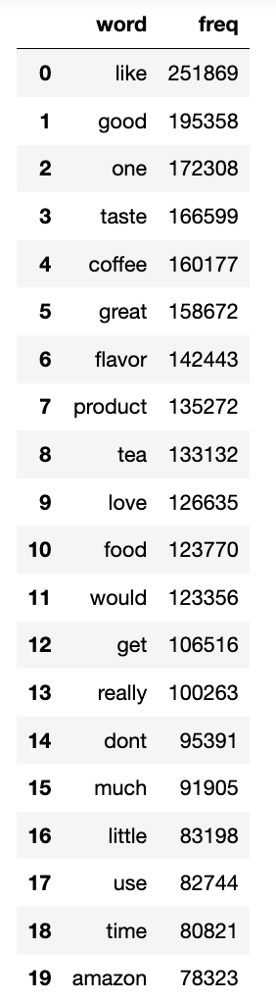 word freq
0 like 251869
1 good 195358
2 one 172308
3 taste 166599
4 coffee 160177
5 great 158672
6 flavor 142443
7 product 135272
8 tea 133132
9 love 126635
10 food 123770
11 would 123356
12 get 106516
13 really 100263
14 dont 95391
15 much 91905
16 little 83198
17 use 82744
18 time 80821
19 amazon 78323